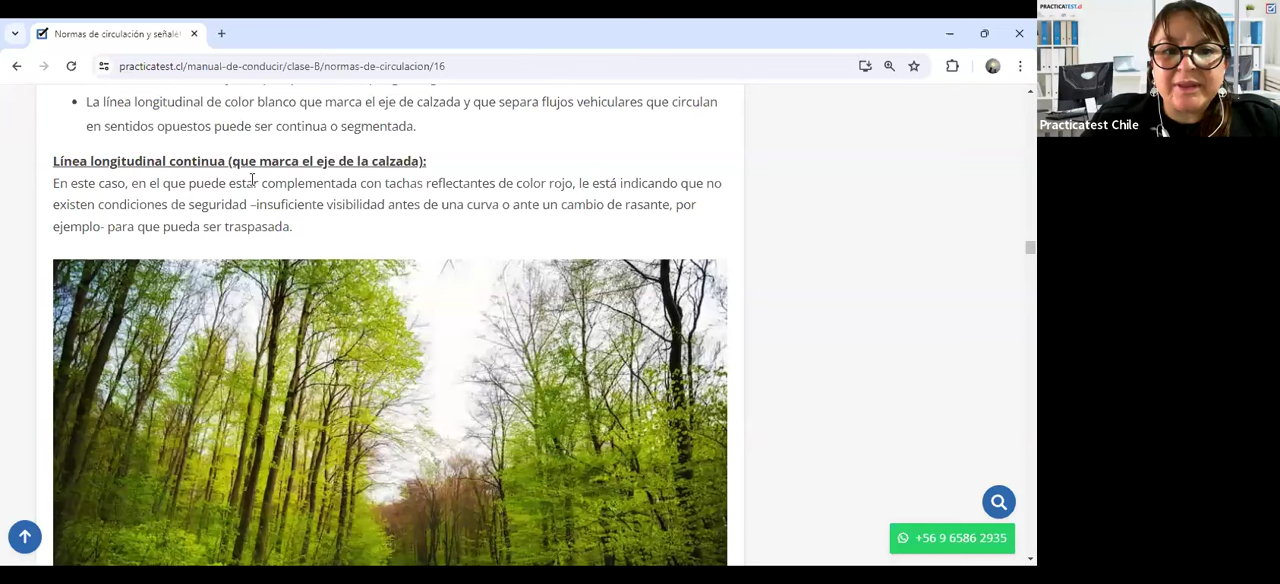 Normas de circulación y señale
practicatest.cl/manual-de-conducir/clase-B/normas-de-circulacion/16
PRACTICATEST.cl
Practicatest Chile
La línea longitudinal de color blanco que marca el eje de calzada y que separa flujos vehiculares que circulan
en sentidos opuestos puede ser continua o segmentada.
Línea longitudinal continua (que marca el eje de la calzada):
En este caso, en el que puede estar complementada con tachas reflectantes de color rojo, le está indicando que no
existen condiciones de seguridad –insuficiente visibilidad antes de una curva o ante un cambio de rasante, por
ejemplo- para que pueda ser traspasada.
+56 9 6586 2935